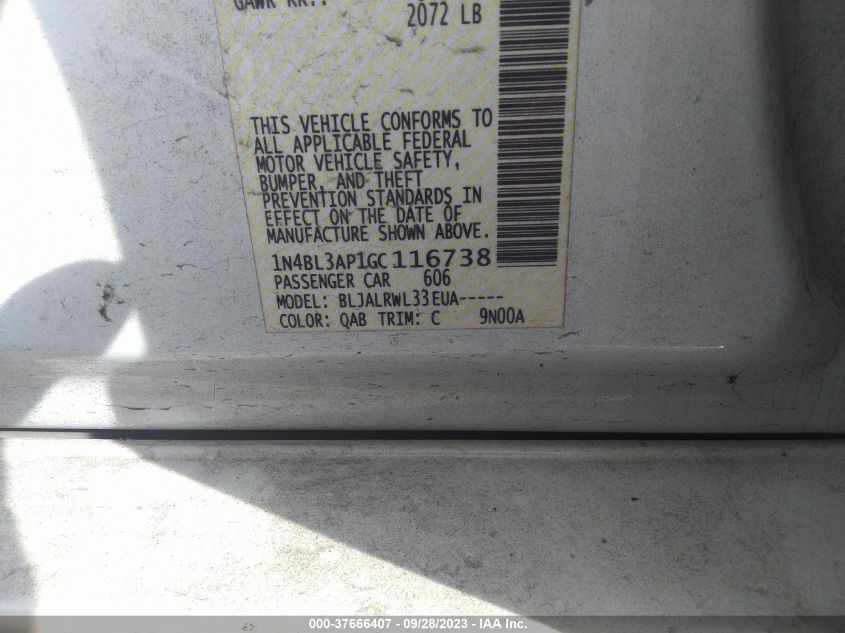 GAWR RR.:
2072 LB
THIS VEHICLE CONFORMS TO
ALL APPLICABLE FEDERAL
MOTOR VEHICLE SAFETY,
BUMPER, AND THEFT
PREVENTION STANDARDS IN
EFFECT ON THE DATE OF
MANUFACTURE SHOWN ABOVE.
1N4BL3AP1GC116738
PASSENGER CAR 606
MODEL: BLJALRWL33EUA-----
COLOR: QAB TRIM: C 9N00A
000-37666407 - 09/28/2023 - IAA Inc.